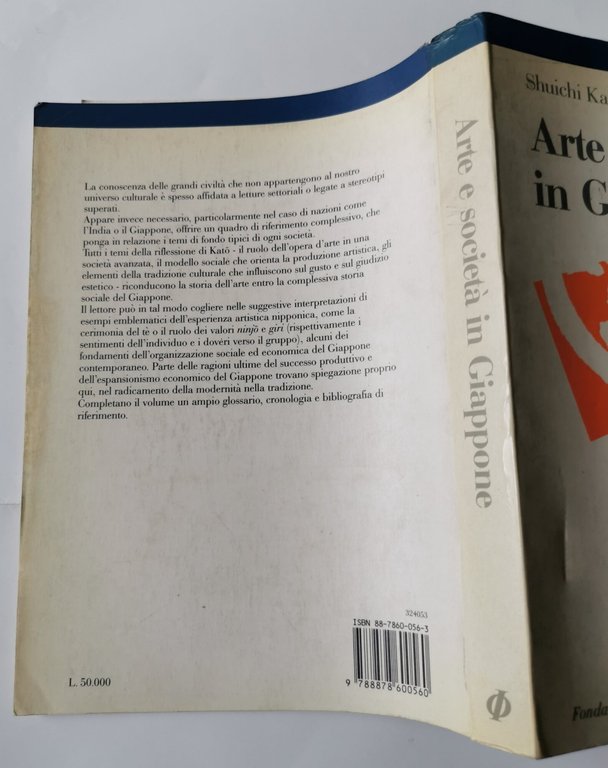 La conoscenza delle grandi civiltà che non appartengono al nostro
universo culturale è spesso affidata a letture settoriali o legate a stereotipi
superati.
Appare invece necessario, particolarmente nel caso di nazioni come
l'India o il Giappone, offrire un quadro di riferimento complessivo, che
ponga in relazione i temi di fondo tipici di ogni società.
Tutti i temi della riflessione di Katō - il ruolo dell'opera d'arte in una
società avanzata, il modello sociale che orienta la produzione artistica, gli
elementi della tradizione culturale che influiscono sul gusto e sul giudizio
estetico - riconducono la storia dell'arte entro la complessiva storia
sociale del Giappone.
Il lettore può in tal modo cogliere nelle suggestive interpretazioni di
esempi emblematici dell'esperienza artistica nipponica, come la
cerimonia del tè o il ruolo dei valori ninjō e giri (rispettivamente i
sentimenti dell'individuo e i dovéri verso il gruppo), alcuni dei
fondamenti dell'organizzazione sociale ed economica del Giappone
contemporaneo. Parte delle ragioni ultime del successo produttivo e
dell'espansionismo economico del Giappone trovano spiegazione proprio
qui, nel radicamento della modernità nella tradizione.
Completano il volume un ampio glossario, cronologia e bibliografia di
riferimento.
L. 50.000
324053
ISBN 88-7860-056-3
9 788878 600560
Arte e società in Giappone
Shuichi Ka
Arte
in G
Fonda